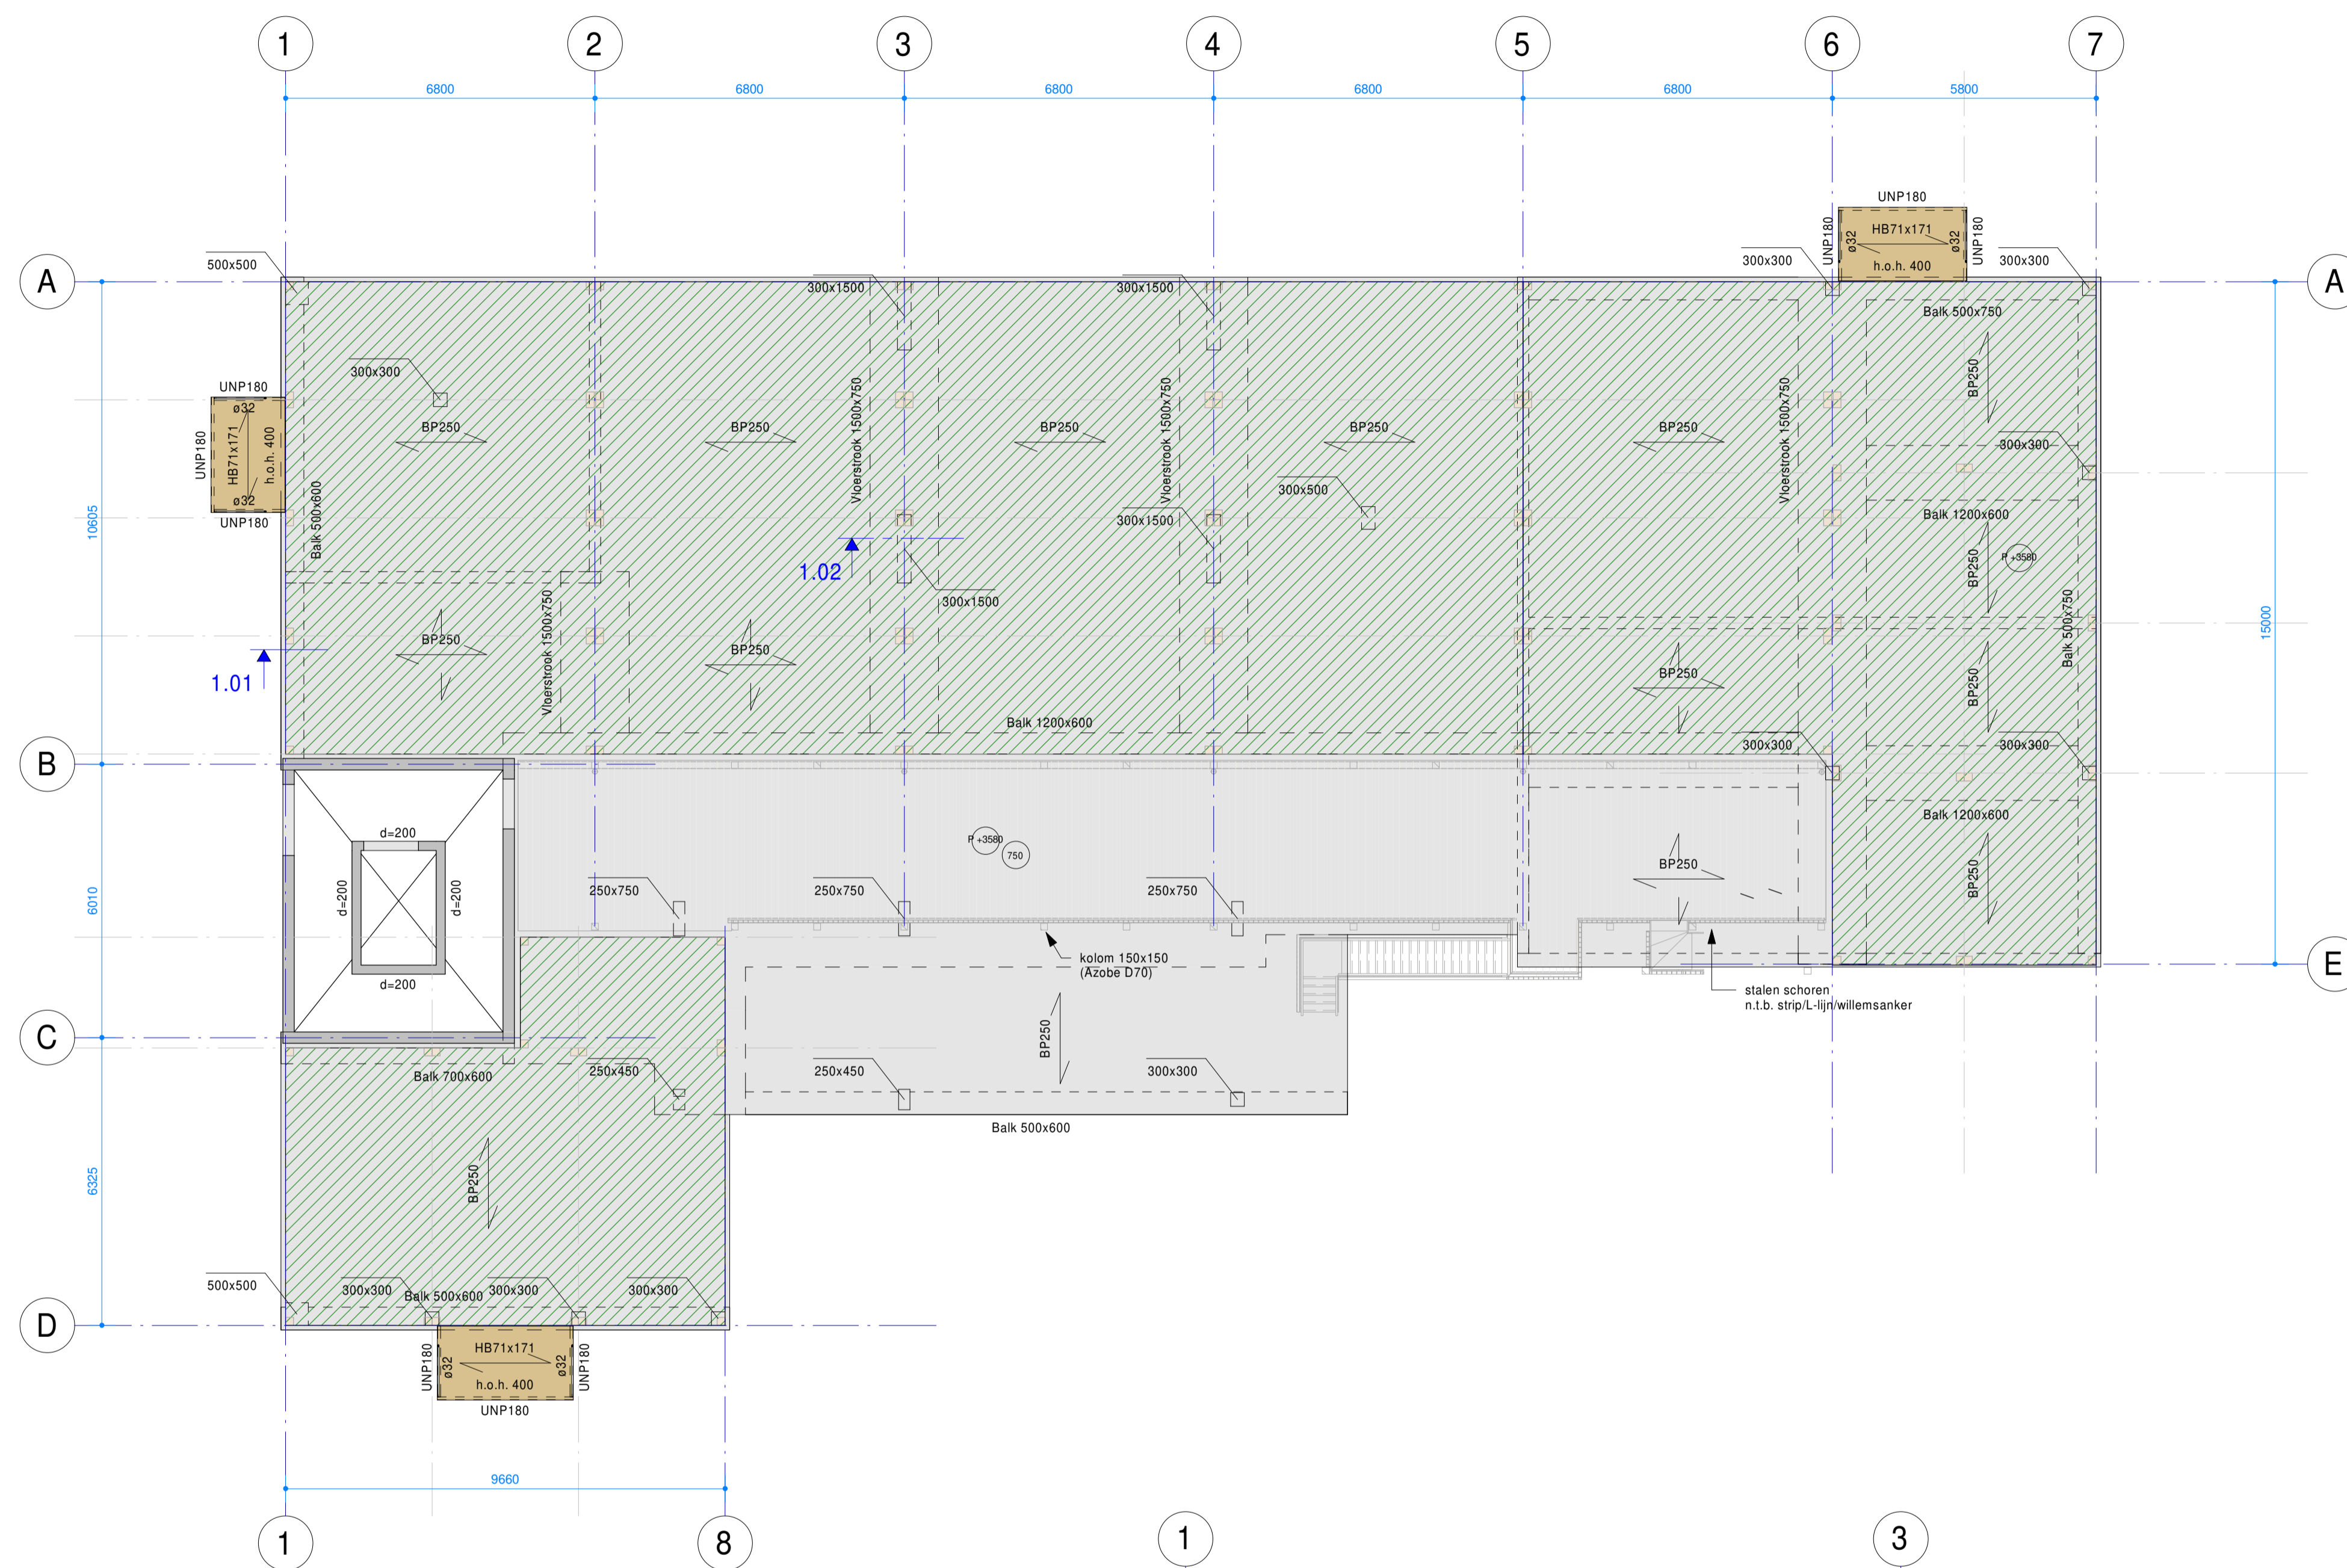 1 2 3 4 5 6 7
6800 6800 6800 6800 6800 5800
UNP180
UNP180 ø32 HB71x171 ø32 UNP180
h.o.h. 400
A A
500x500
300x1500
300x1500
300x300
300x300
Balk 500x750
300x300
UNP180
ø32
UNP180
HB71x171
h.o.h. 400
ø32
UNP180
Balk 500x600
BP250
BP250
Vloerstrook 1500x750
BP250
Vloerstrook 1500x750
BP250
BP250
Vloerstrook 1500x750
BP250
300x300
300x500
300x1500
300x1500
10605
1.02
Balk 1200x600
BP250
P +3580
Balk 500x750
15000
1.01
BP250
Vloerstrook 1500x750
BP250
BP250
BP250
Balk 1200x600
300x300
300x300
B
d=200
d=200
d=200
d=200
P +3580
750
250x750
250x750
250x750
BP250
Balk 1200x600
BP250
6010
kolom 150x150
(Azobe D70)
stalen schoren
n.t.b. strip/L-lijn/willemsanker
E
C
Balk 700x600
250x450
250x450
300x300
BP250
Balk 500x600
6325
BP250
500x500
300x300
Balk 500x600
300x300
300x300
D
UNP180 ø32 HB71x171 ø32 UNP180
h.o.h. 400
UNP180
9660
1 8 1 3